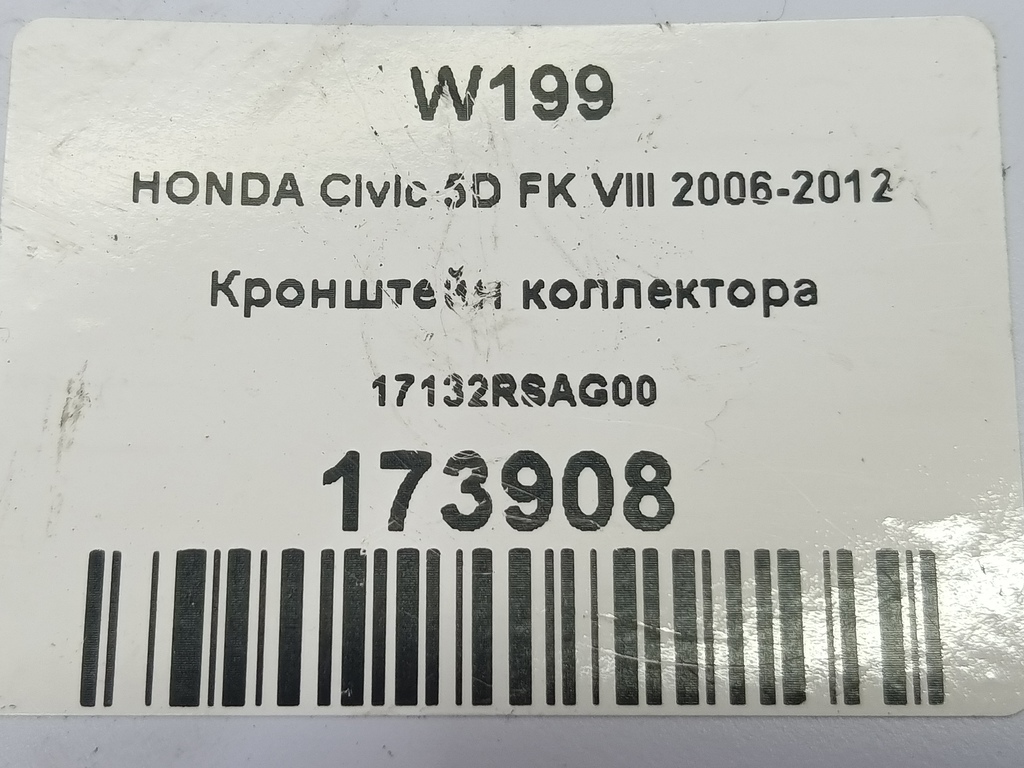 W199
HONDA Civic 5D FK VIII 2006-2012
Кронштейн коллектора
17132RSAG00
173908